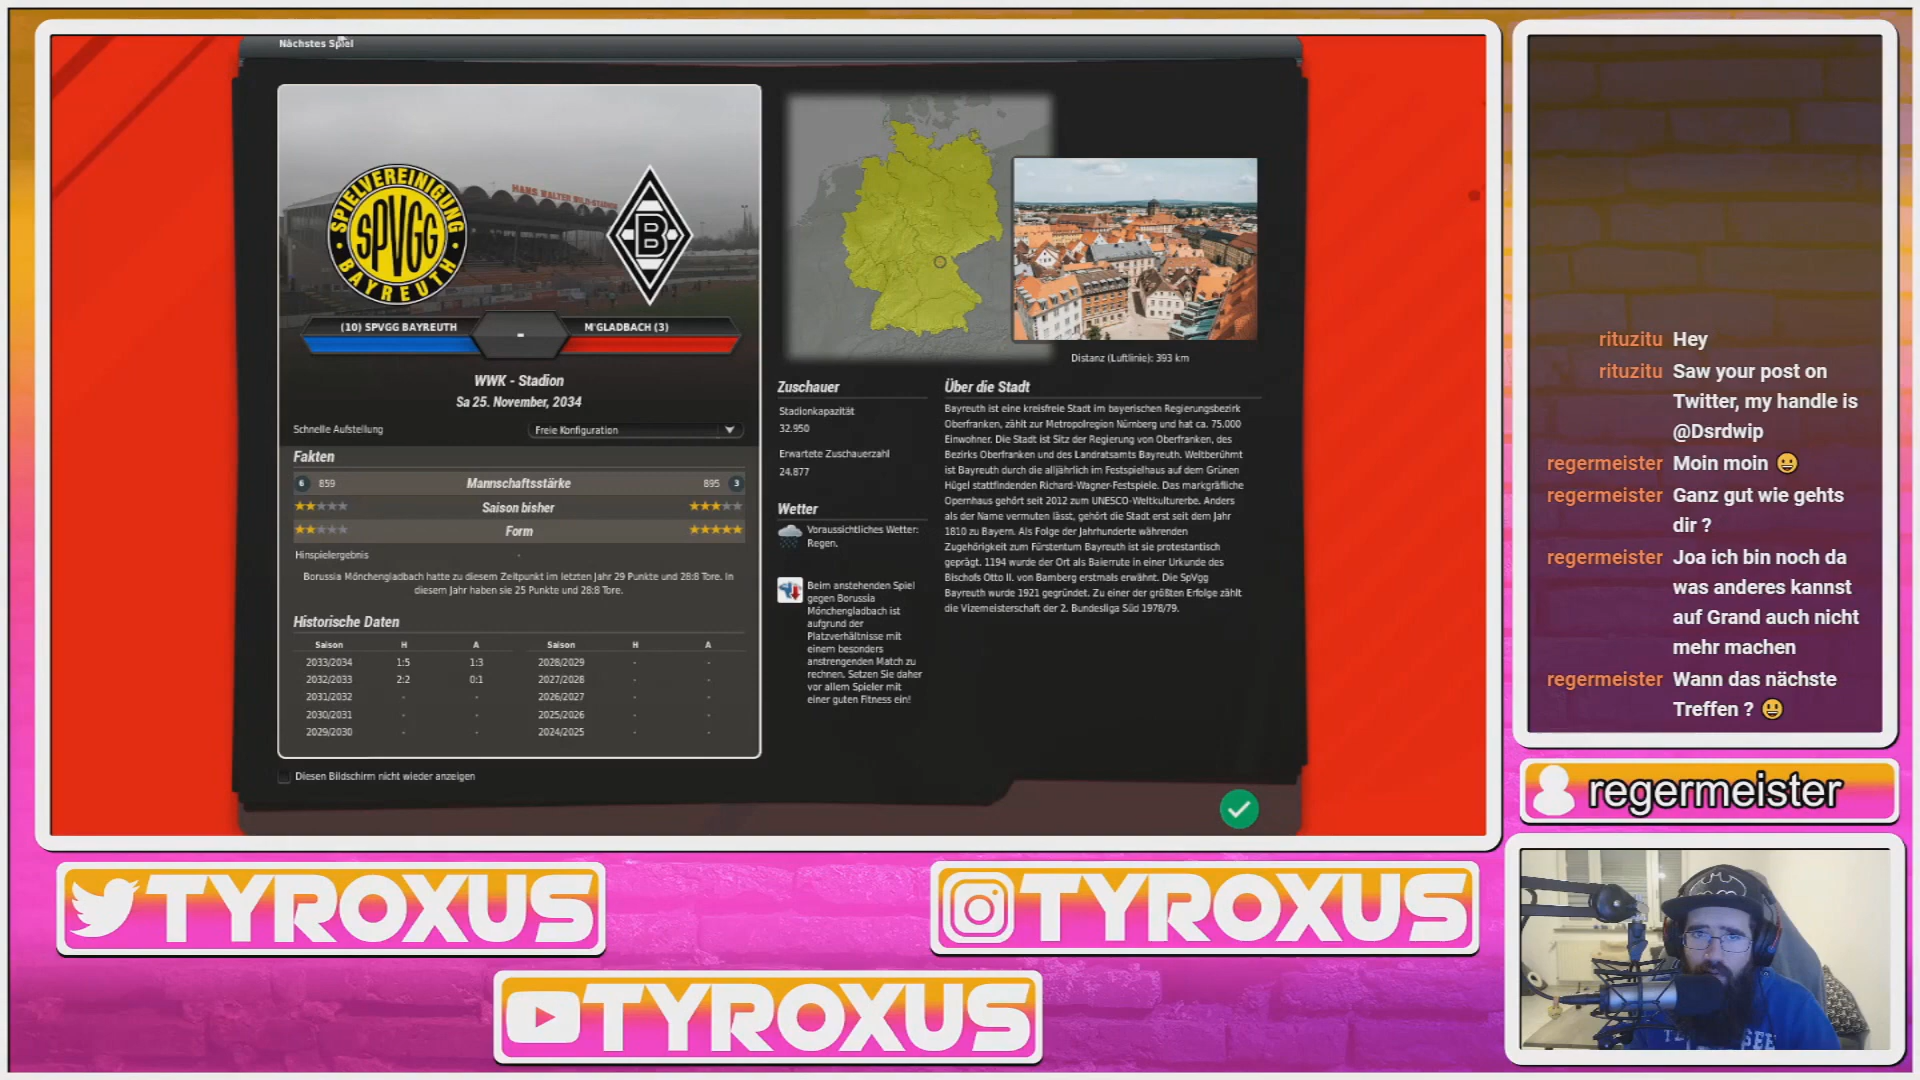 Nächstes Spiel
SPIELVEREINIGUNG
SPVGG
BAYREUTH
HANS WALTER WILD-STADION
B
(10) SPVGG BAYREUTH
-
M'GLADBACH (3)
WWK - Stadion
Sa 25. November, 2034
Schnelle Aufstellung
Freie Konfiguration
Fakten
6 859 Mannschaftsstärke 895 3
Saison bisher
Form
Hinspielergebnis -
Borussia Mönchengladbach hatte zu diesem Zeitpunkt im letzten Jahr 29 Punkte und 28:8 Tore. In
diesem Jahr haben sie 25 Punkte und 28:8 Tore.
Historische Daten
Saison H A Saison H A
2033/2034 1:5 1:3 2028/2029 - -
2032/2033 2:2 0:1 2027/2028 - -
2031/2032 - - 2026/2027 - -
2030/2031 - - 2025/2026 - -
2029/2030 - - 2024/2025 - -
Diesen Bildschirm nicht wieder anzeigen
Distanz (Luftlinie): 393 km
Zuschauer
Stadionkapazität
32.950
Erwartete Zuschauerzahl
24.877
Wetter
Voraussichtliches Wetter:
Regen.
Beim anstehenden Spiel
gegen Borussia
Mönchengladbach ist
aufgrund der
Platzverhältnisse mit
einem besonders
anstrengenden Match zu
rechnen. Setzen Sie daher
vor allem Spieler mit
einer guten Fitness ein!
Über die Stadt
Bayreuth ist eine kreisfreie Stadt im bayerischen Regierungsbezirk
Oberfranken, zählt zur Metropolregion Nürnberg und hat ca. 75.000
Einwohner. Die Stadt ist Sitz der Regierung von Oberfranken, des
Bezirks Oberfranken und des Landratsamts Bayreuth. Weltberühmt
ist Bayreuth durch die alljährlich im Festspielhaus auf dem Grünen
Hügel stattfindenden Richard-Wagner-Festspiele. Das markgräfliche
Opernhaus gehört seit 2012 zum UNESCO-Weltkulturerbe. Anders
als der Name vermuten lässt, gehört die Stadt erst seit dem Jahr
1810 zu Bayern. Als Folge der Jahrhunderte währenden
Zugehörigkeit zum Fürstentum Bayreuth ist sie protestantisch
geprägt. 1194 wurde der Ort als Baierrute in einer Urkunde des
Bischofs Otto II. von Bamberg erstmals erwähnt. Die SpVgg
Bayreuth wurde 1921 gegründet. Zu einer der größten Erfolge zählt
die Vizemeisterschaft der 2. Bundesliga Süd 1978/79.
rituzitu Hey
rituzitu Saw your post on
Twitter, my handle is
@Dsrdwip
regermeister Moin moin 😀
regermeister Ganz gut wie gehts
dir ?
regermeister Joa ich bin noch da
was anderes kannst
auf Grand auch nicht
mehr machen
regermeister Wann das nächste
Treffen ? 😀
regermeister
TYROXUS
TYROXUS
TYROXUS